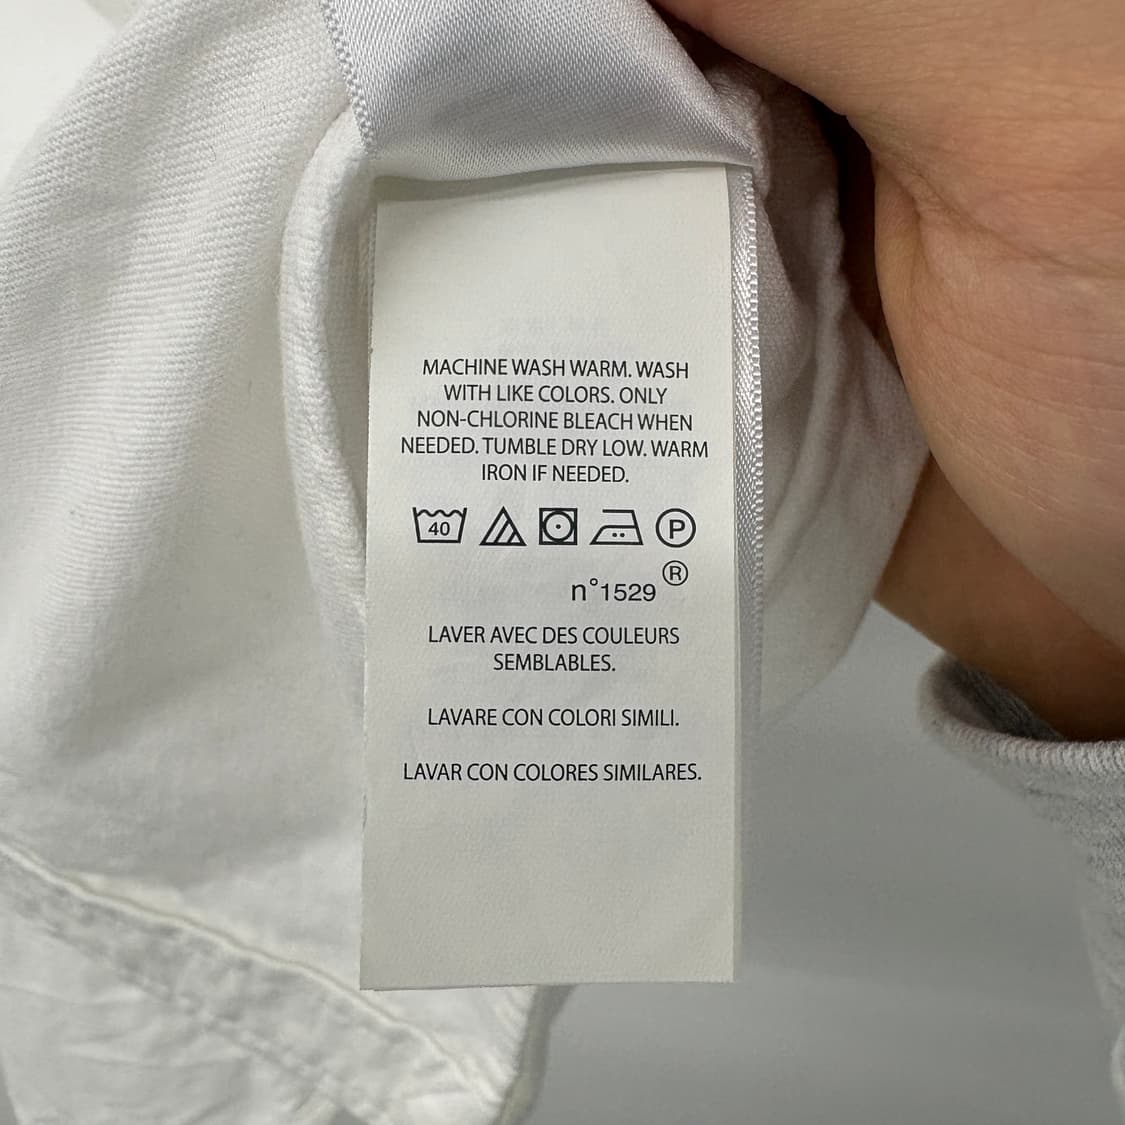 MACHINE WASH WARM. WASH
WITH LIKE COLORS. ONLY
NON-CHLORINE BLEACH WHEN
NEEDED. TUMBLE DRY LOW. WARM
IRON IF NEEDED.
40 P
n°1529 ®
LAVER AVEC DES COULEURS
SEMBLABLES.
LAVARE CON COLORI SIMILI.
LAVAR CON COLORES SIMILARES.